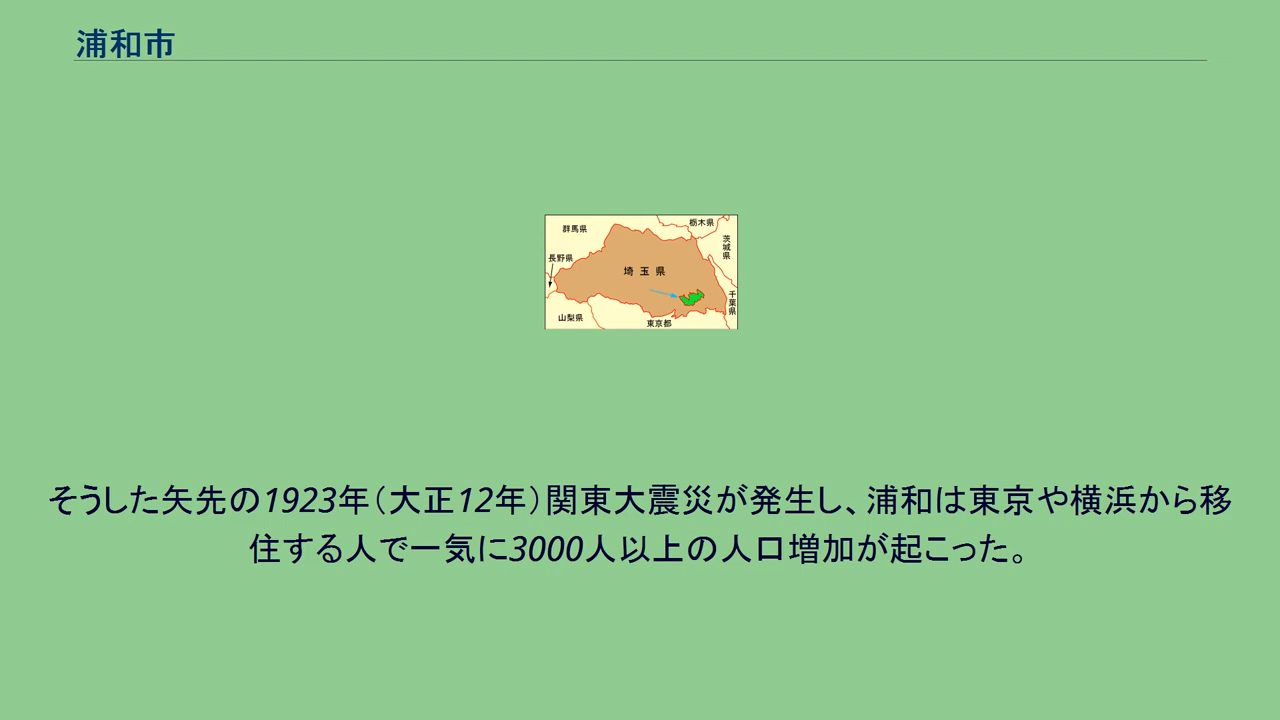 浦和市
群馬県
栃木県
茨城県
長野県
埼玉県
千葉県
山梨県
東京都
そうした矢先の1923年（大正12年）関東大震災が発生し、浦和は東京や横浜から移
住する人で一気に3000人以上の人口増加が起こった。